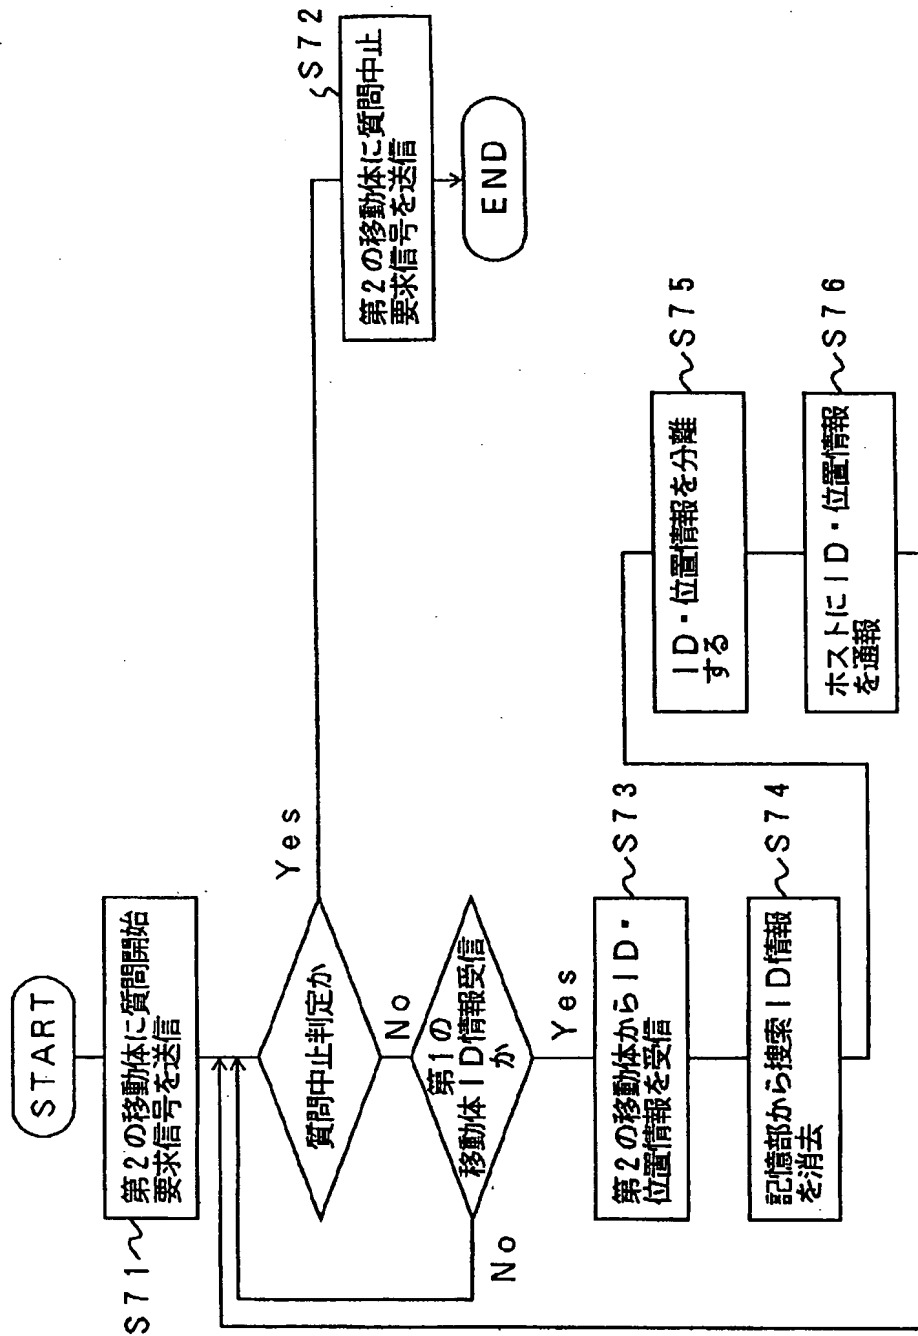 START
S71
第2の移動体に質問開始
要求信号を送信
質問中止判定か
Yes
S72
第2の移動体に質問中止
要求信号を送信
END
No
第1の
移動体ID情報受信
か
No
Yes
第2の移動体からID・
位置情報を受信
S73
記憶部から捜索ID情報
を消去
S74
ID・位置情報を分離
する
S75
ホストにID・位置情報
を通報
S76